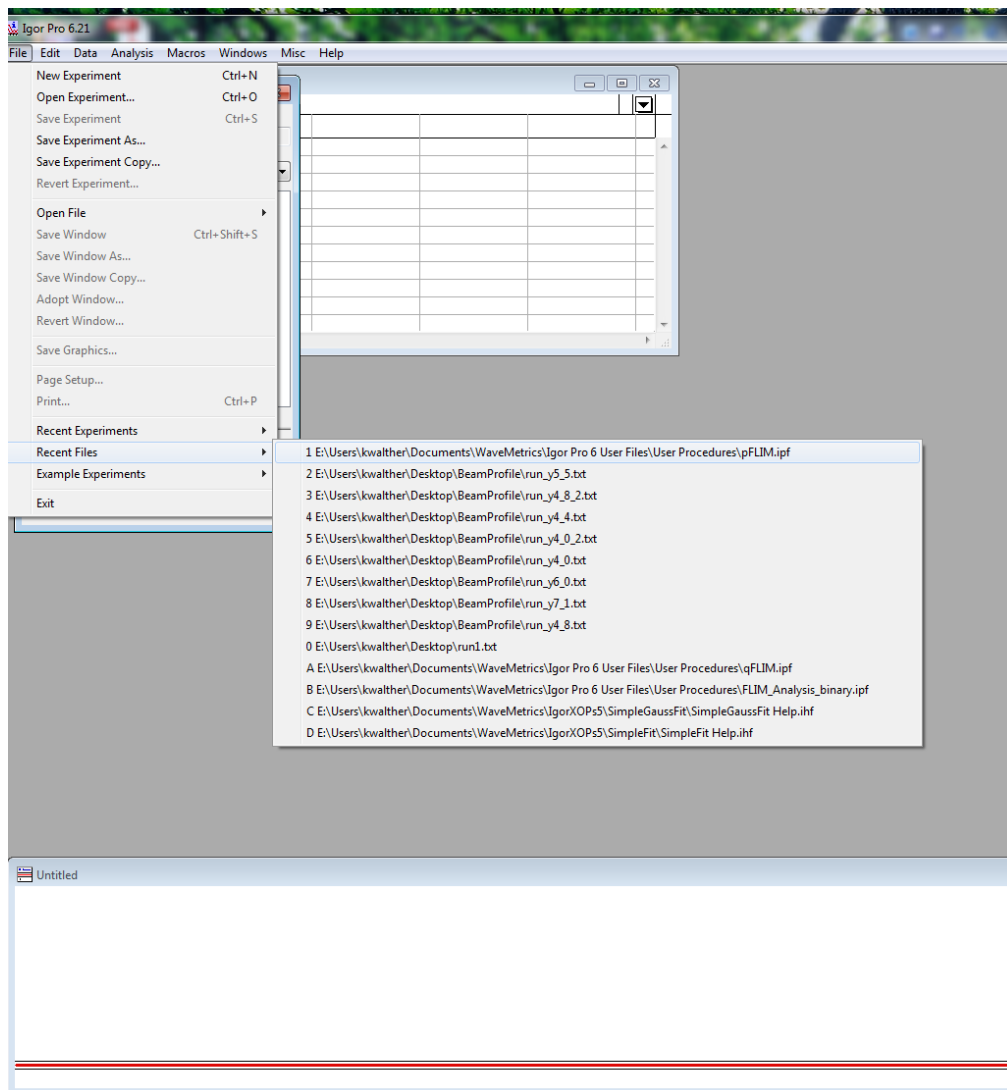 Igor Pro 6.21
File Edit Data Analysis Macros Windows Misc Help
New Experiment Ctrl+N
Open Experiment... Ctrl+O
Save Experiment Ctrl+S
Save Experiment As...
Save Experiment Copy...
Revert Experiment...
Open File
Save Window Ctrl+Shift+S
Save Window As...
Save Window Copy...
Adopt Window...
Revert Window...
Save Graphics...
Page Setup...
Print... Ctrl+P
Recent Experiments
Recent Files
Example Experiments
Exit
1 E:\Users\kwalther\Documents\WaveMetrics\Igor Pro 6 User Files\User Procedures\pFLIM.ipf
2 E:\Users\kwalther\Desktop\BeamProfile\run_y5_5.txt
3 E:\Users\kwalther\Desktop\BeamProfile\run_y4_8_2.txt
4 E:\Users\kwalther\Desktop\BeamProfile\run_y4_4.txt
5 E:\Users\kwalther\Desktop\BeamProfile\run_y4_0_2.txt
6 E:\Users\kwalther\Desktop\BeamProfile\run_y4_0.txt
7 E:\Users\kwalther\Desktop\BeamProfile\run_y6_0.txt
8 E:\Users\kwalther\Desktop\BeamProfile\run_y7_1.txt
9 E:\Users\kwalther\Desktop\BeamProfile\run_y4_8.txt
0 E:\Users\kwalther\Desktop\run1.txt
A E:\Users\kwalther\Documents\WaveMetrics\Igor Pro 6 User Files\User Procedures\qFLIM.ipf
B E:\Users\kwalther\Documents\WaveMetrics\Igor Pro 6 User Files\User Procedures\FLIM_Analysis_binary.ipf
C E:\Users\kwalther\Documents\WaveMetrics\IgorXOPs5\SimpleGaussFit\SimpleGaussFit Help.ihf
D E:\Users\kwalther\Documents\WaveMetrics\IgorXOPs5\SimpleFit\SimpleFit Help.ihf
Untitled